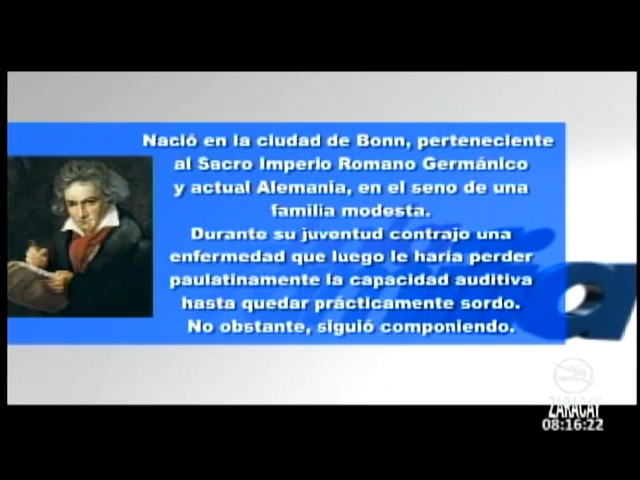 Nació en la ciudad de Bonn, perteneciente
al Sacro Imperio Romano Germánico
y actual Alemania, en el seno de una
familia modesta.
Durante su juventud contrajo una
enfermedad que luego le haría perder
paulatinamente la capacidad auditiva
hasta quedar prácticamente sordo.
No obstante, siguió componiendo.
a
ZARACAY
08:16:22